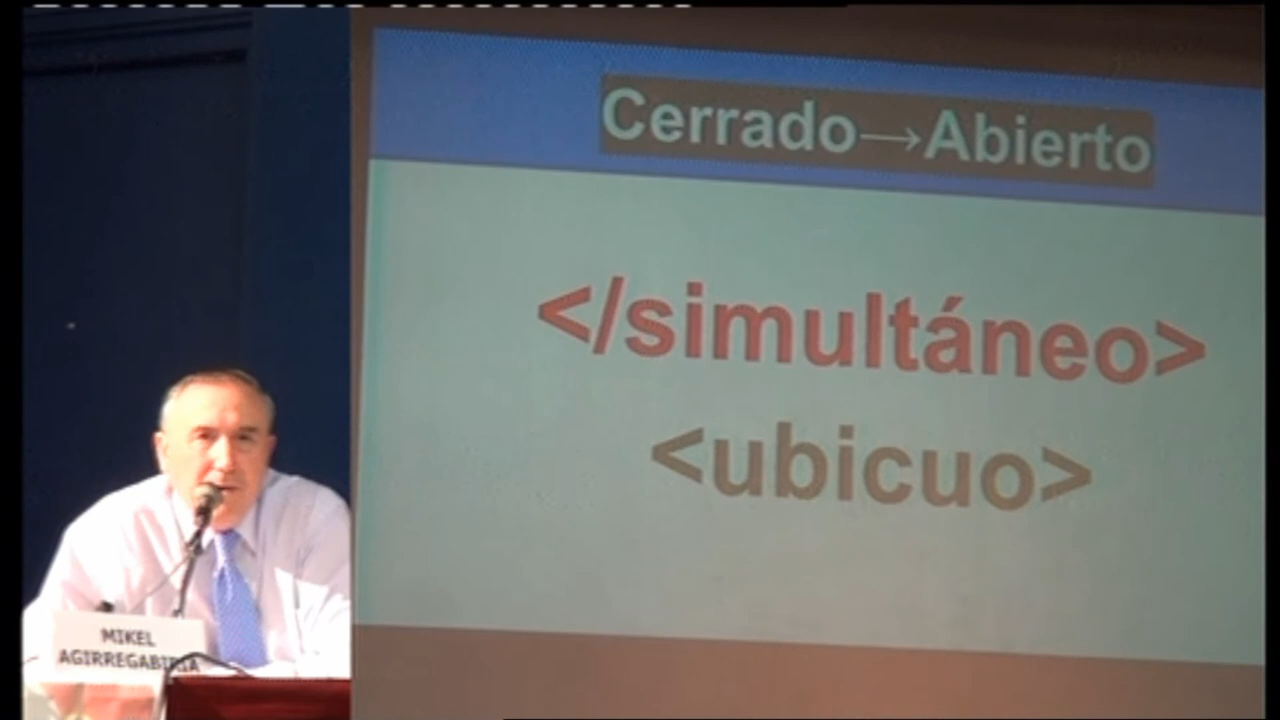 Cerrado→Abierto
</simultáneo>
<ubicuo>
MIKEL
AGIRREGABIRIA